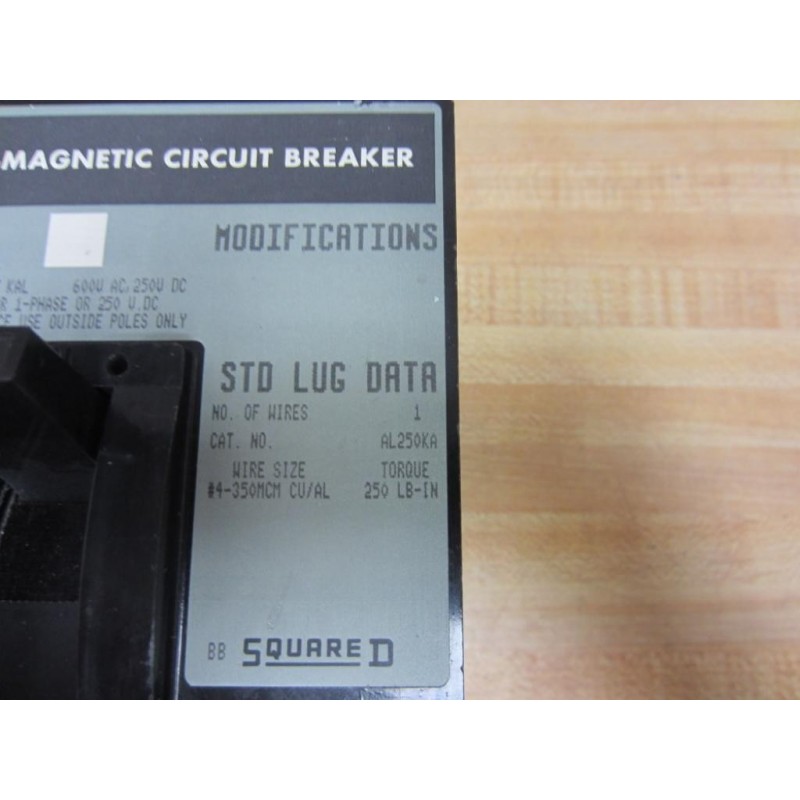 MAGNETIC CIRCUIT BREAKER
MODIFICATIONS
KAL 600V AC, 250V DC
R 1-PHASE OR 250 V.DC
CE USE OUTSIDE POLES ONLY
STD LUG DATA
NO. OF WIRES 1
CAT. NO. AL250KA
WIRE SIZE TORQUE
#4-350MCM CU/AL 250 LB-IN
BB SQUARE D